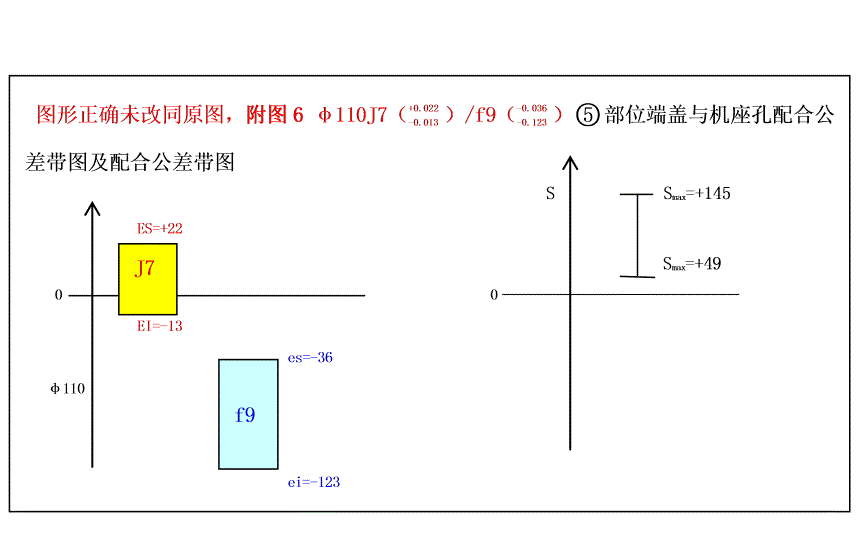 图形正确未改同原图，附图 6 φ110J7（+0.022 -0.013）/f9（-0.036 -0.123）⑤部位端盖与机座孔配合公
差带图及配合公差带图
S
Smax=+145
ES=+22
J7
Smax=+49
0
0
EI=-13
es=-36
φ110
f9
ei=-123